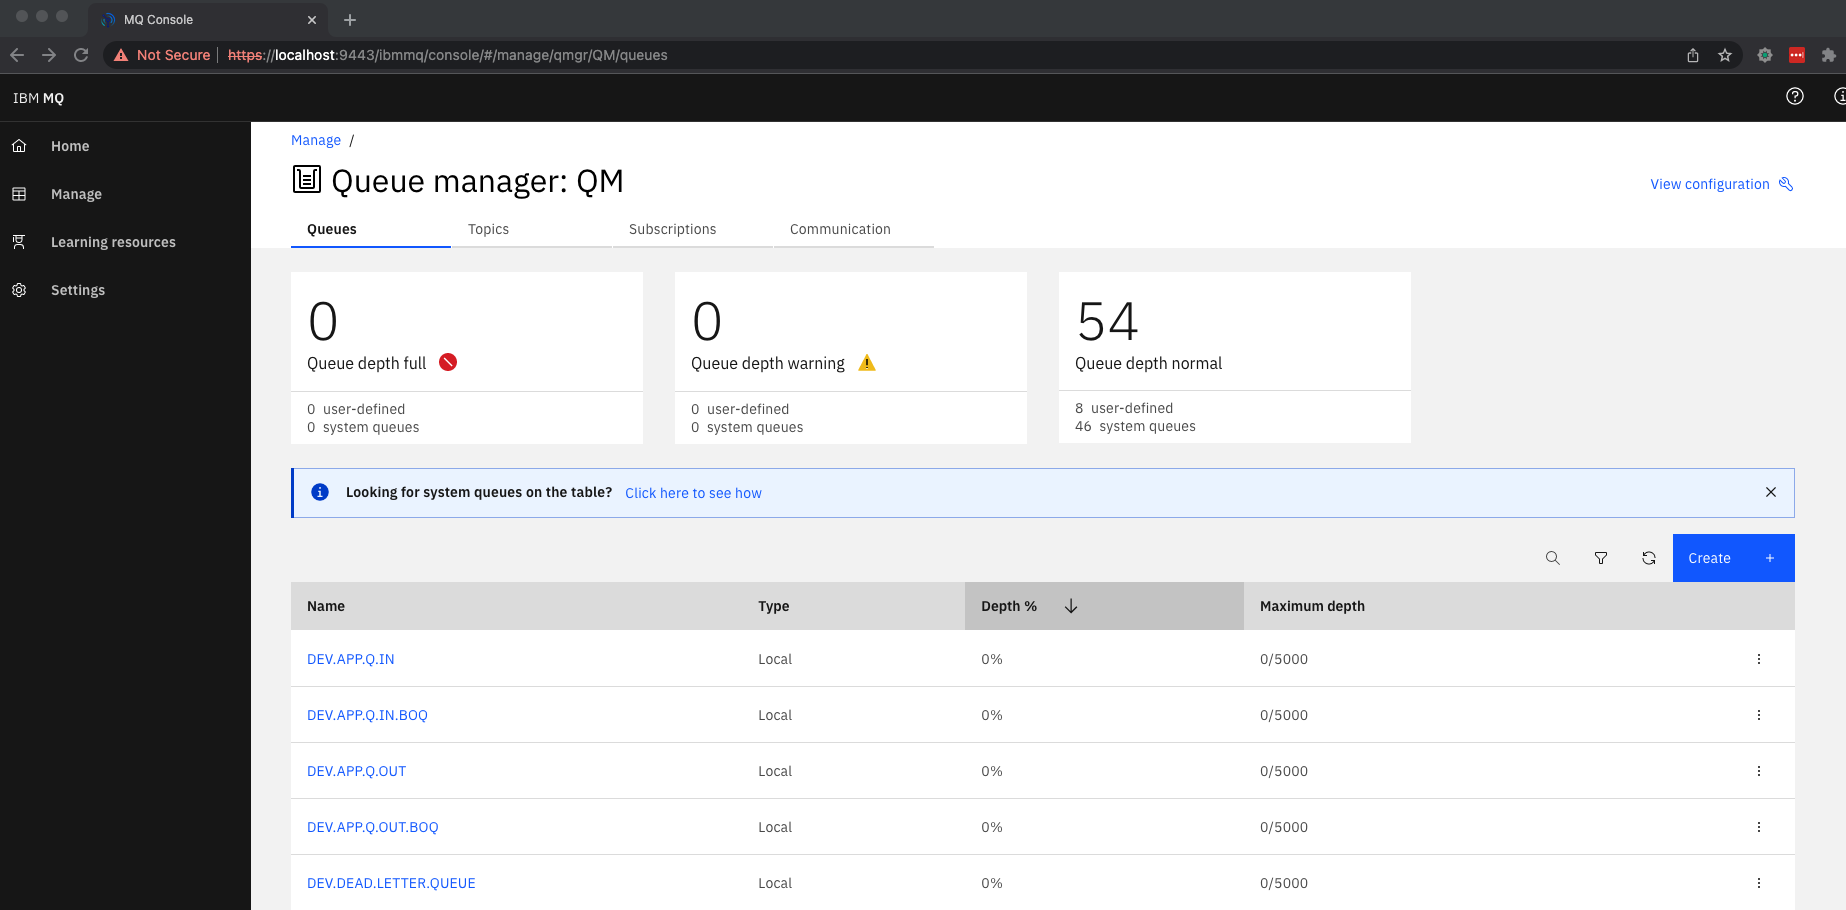 MQ Console
Not Secure
https://localhost:9443/ibmmq/console/#/manage/qmgr/QM/queues
IBM MQ
Home
Manage
Learning resources
Settings
Manage /
Queue manager: QM
View configuration
Queues Topics Subscriptions Communication
0
Queue depth full
0 user-defined
0 system queues
0
Queue depth warning
0 user-defined
0 system queues
54
Queue depth normal
8 user-defined
46 system queues
Looking for system queues on the table? Click here to see how
Create +
Name Type Depth % Maximum depth
DEV.APP.Q.IN Local 0% 0/5000
DEV.APP.Q.IN.BOQ Local 0% 0/5000
DEV.APP.Q.OUT Local 0% 0/5000
DEV.APP.Q.OUT.BOQ Local 0% 0/5000
DEV.DEAD.LETTER.QUEUE Local 0% 0/5000